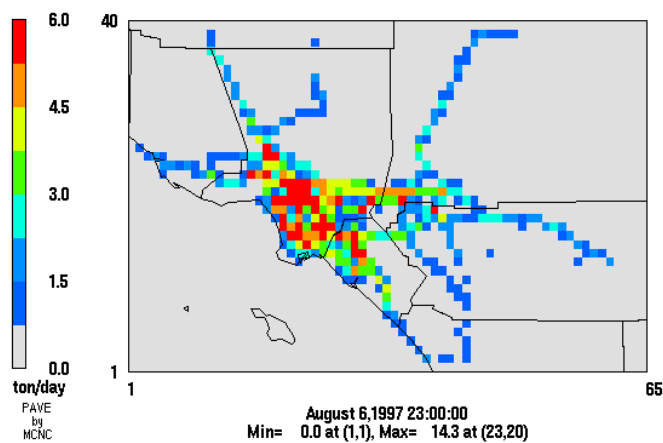 6.0
4.5
3.0
1.5
0.0
ton/day
PAVE
by
MCNC
40
1
1
65
August 6,1997 23:00:00
Min= 0.0 at (1,1), Max= 14.3 at (23,20)